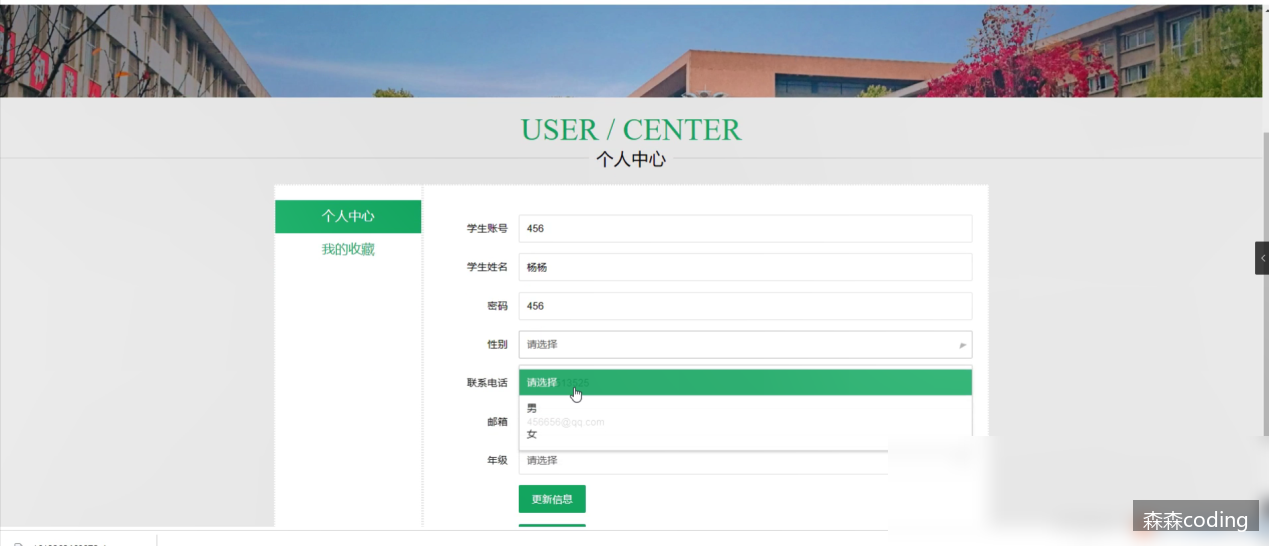 USER / CENTER
个人中心
个人中心
我的收藏
学生账号 456
学生姓名 杨杨
密码 456
性别 请选择
联系电话
请选择
男
邮箱 456656@qq.com
女
年级 请选择
更新信息
森森coding